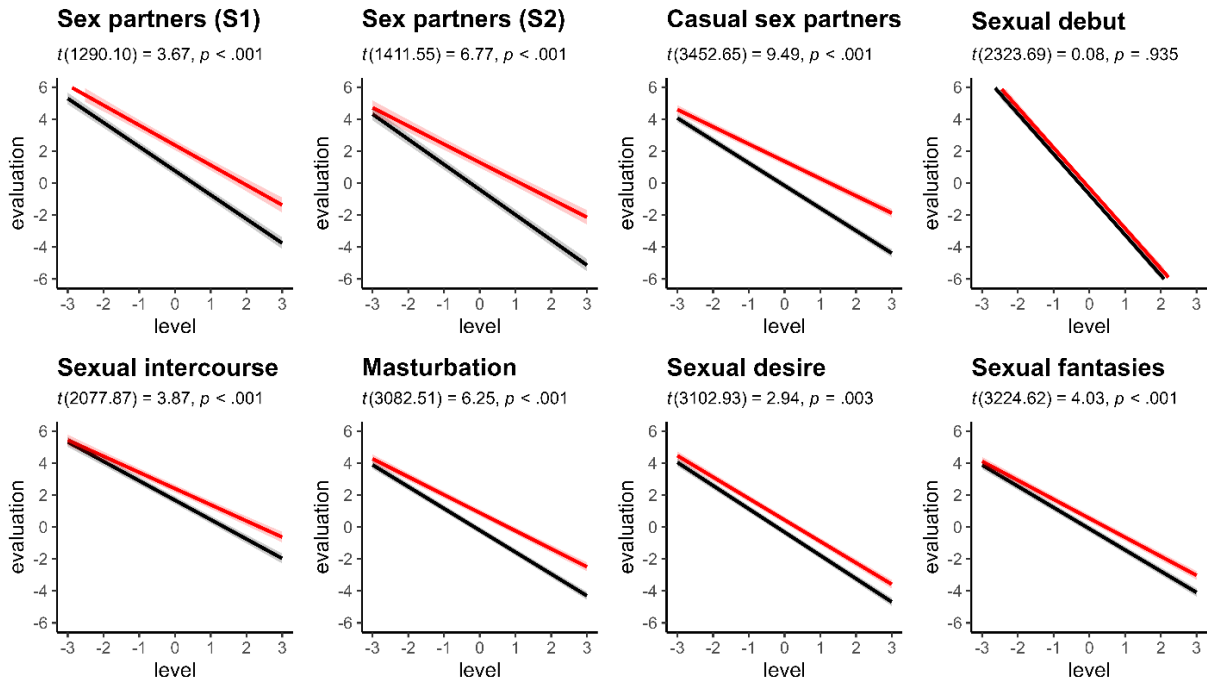 Sex partners (S1)
t(1290.10) = 3.67, p < .001
6
4
2
0
-2
-4
-6
evaluation
-3 -2 -1 0 1 2 3
level
Sex partners (S2)
t(1411.55) = 6.77, p < .001
6
4
2
0
-2
-4
-6
evaluation
-3 -2 -1 0 1 2 3
level
Casual sex partners
t(3452.65) = 9.49, p < .001
6
4
2
0
-2
-4
-6
evaluation
-3 -2 -1 0 1 2 3
level
Sexual debut
t(2323.69) = 0.08, p = .935
6
4
2
0
-2
-4
-6
evaluation
-3 -2 -1 0 1 2 3
level
Sexual intercourse
t(2077.87) = 3.87, p < .001
6
4
2
0
-2
-4
-6
evaluation
-3 -2 -1 0 1 2 3
level
Masturbation
t(3082.51) = 6.25, p < .001
6
4
2
0
-2
-4
-6
evaluation
-3 -2 -1 0 1 2 3
level
Sexual desire
t(3102.93) = 2.94, p = .003
6
4
2
0
-2
-4
-6
evaluation
-3 -2 -1 0 1 2 3
level
Sexual fantasies
t(3224.62) = 4.03, p < .001
6
4
2
0
-2
-4
-6
evaluation
-3 -2 -1 0 1 2 3
level